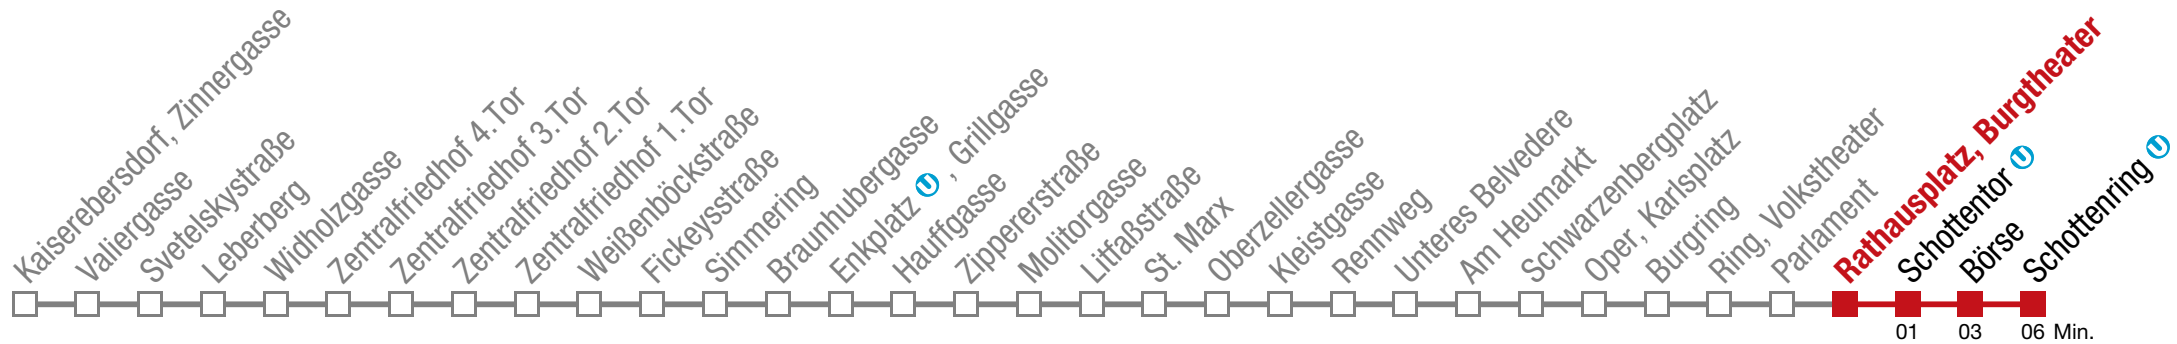 Kaiserebersdorf, Zinnergasse
Valiergasse
Svetelskystraße
Leberberg
Widholzgasse
Zentralfriedhof 4.Tor
Zentralfriedhof 3.Tor
Zentralfriedhof 2.Tor
Zentralfriedhof 1.Tor
Weißenböckstraße
Fickeysstraße
Simmering
Braunhubergasse
Enkplatz U, Grillgasse
Hauffgasse
Zippererstraße
Molitorgasse
Litfaßstraße
St. Marx
Oberzellergasse
Kleistgasse
Rennweg
Unteres Belvedere
Am Heumarkt
Schwarzenbergplatz
Oper, Karlsplatz
Burgring
Ring, Volkstheater
Parlament
Rathausplatz, Burgtheater
Schottentor U
Börse
Schottenring U
01 03 06 Min.